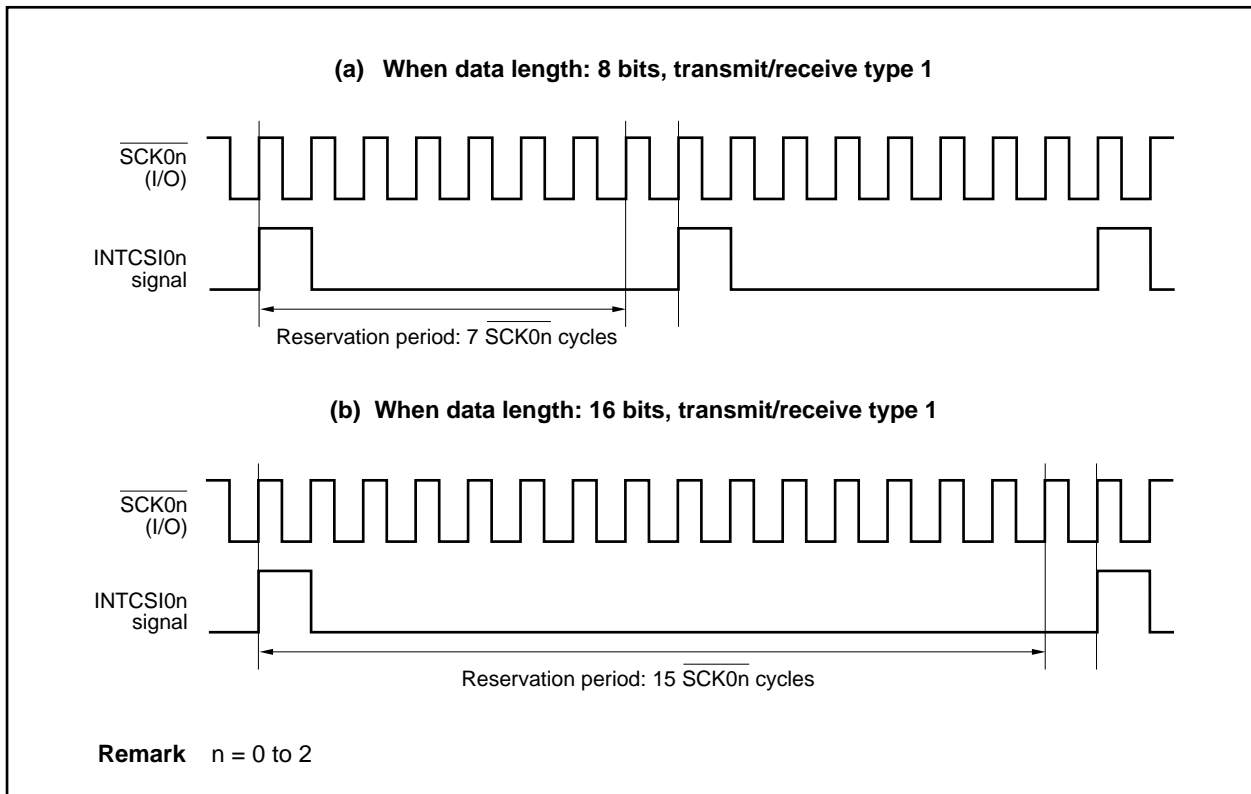 (a) When data length: 8 bits, transmit/receive type 1
SCK0n
(I/O)
INTCSI0n
signal
Reservation period: 7 SCK0n cycles
(b) When data length: 16 bits, transmit/receive type 1
SCK0n
(I/O)
INTCSI0n
signal
Reservation period: 15 SCK0n cycles
Remark n = 0 to 2